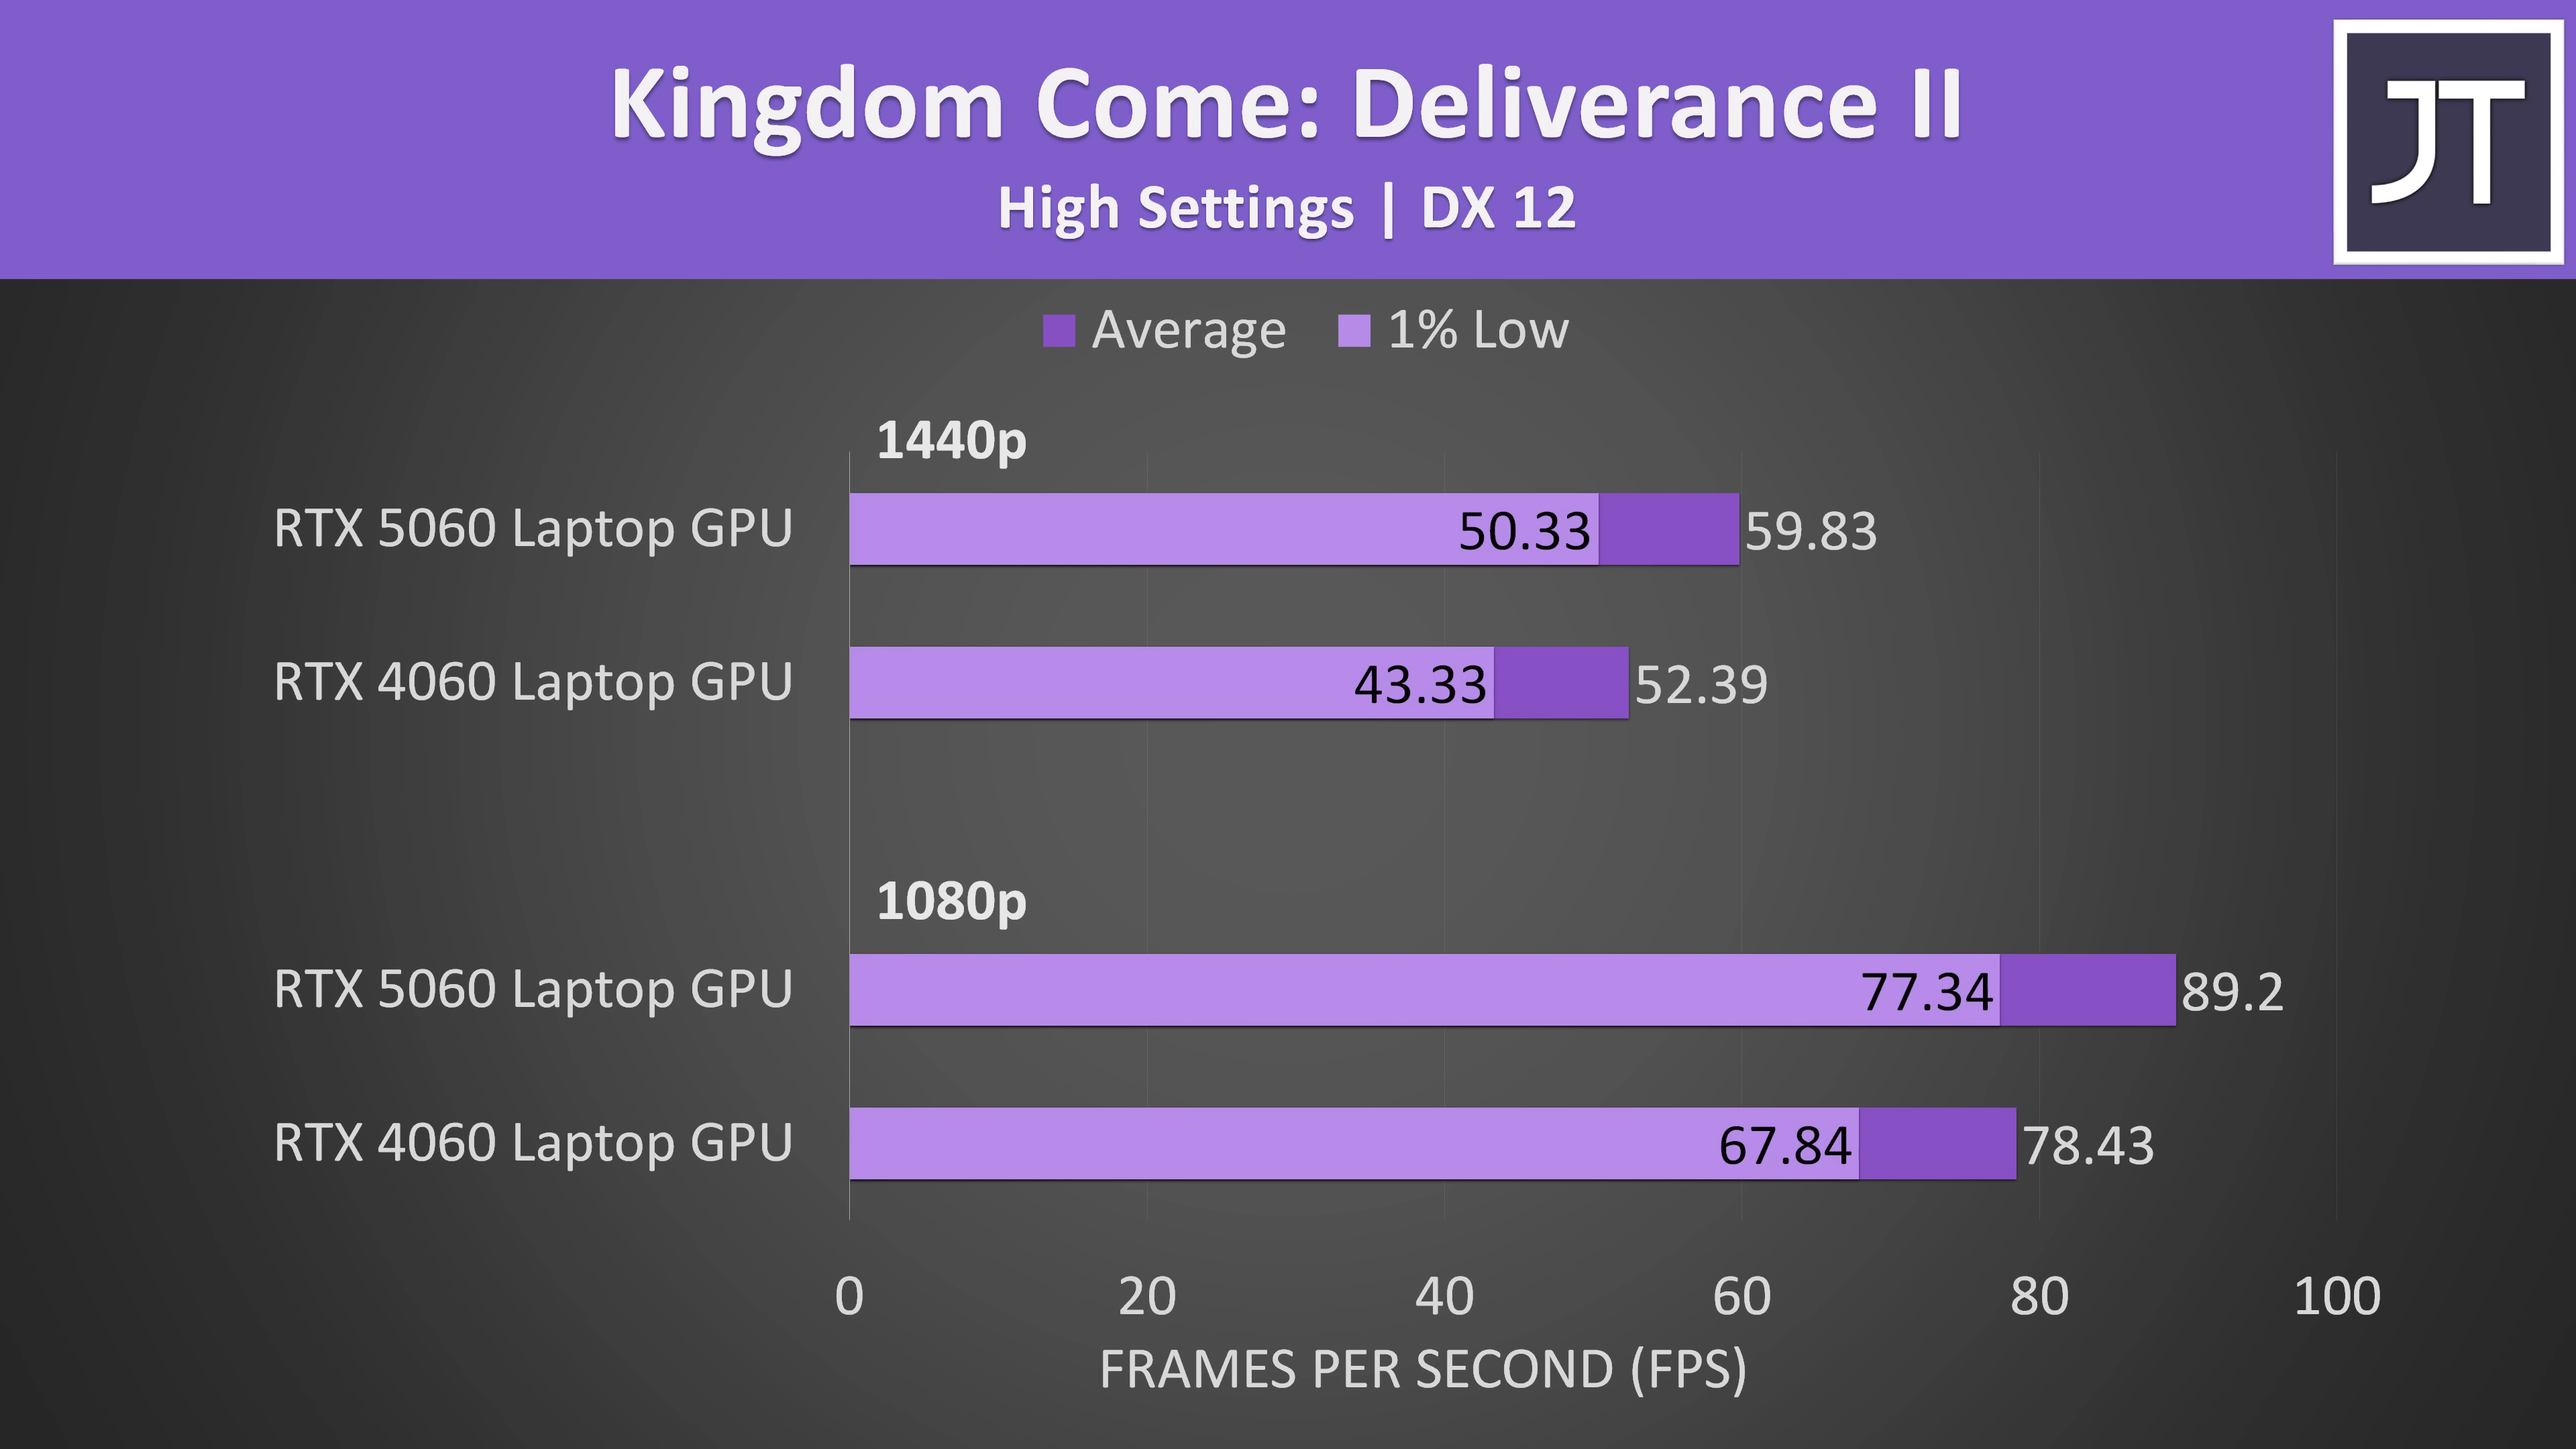 Kingdom Come: Deliverance II
High Settings | DX 12
JT
Average 1% Low
1440p
RTX 5060 Laptop GPU 50.33 59.83
RTX 4060 Laptop GPU 43.33 52.39
1080p
RTX 5060 Laptop GPU 77.34 89.2
RTX 4060 Laptop GPU 67.84 78.43
0 20 40 60 80 100
FRAMES PER SECOND (FPS)